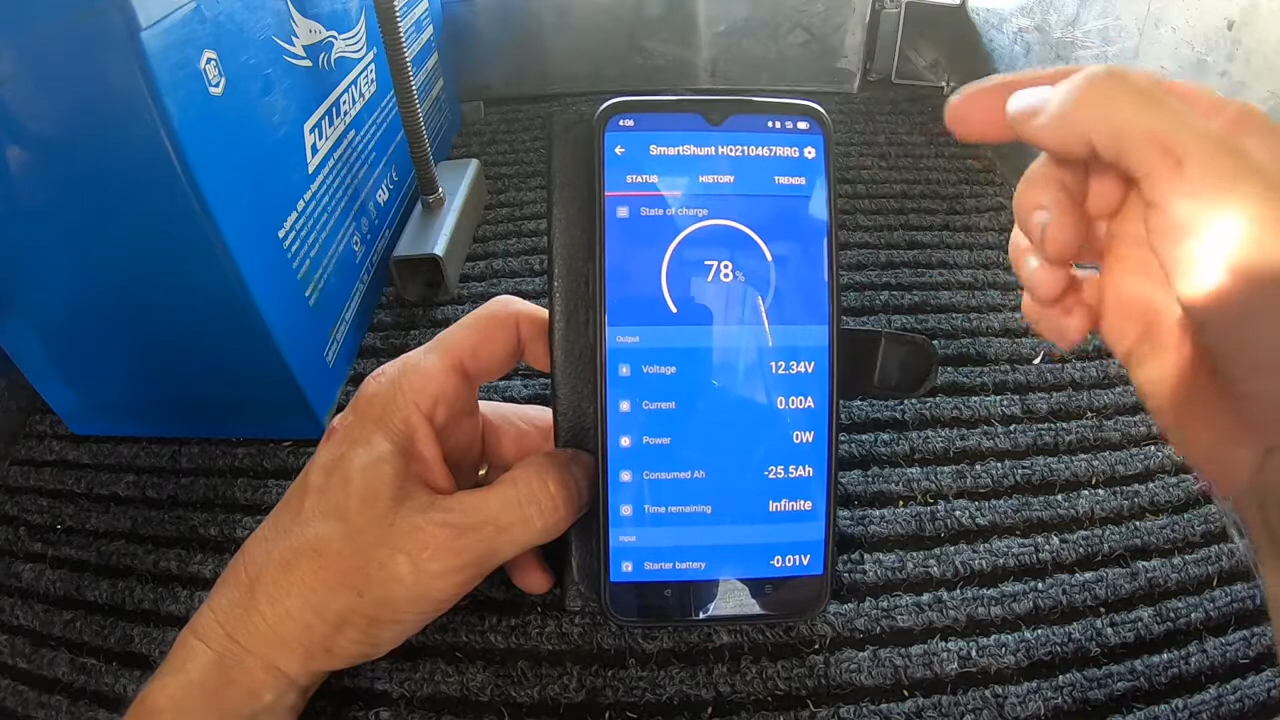 DC
FULLRIVER
4:06
SmartShunt HQ210467RRG
STATUS
HISTORY
TRENDS
State of charge
78%
Output
Voltage
12.34V
Current
0.00A
Power
0W
Consumed Ah
-25.5Ah
Time remaining
Infinite
Input
Starter battery
-0.01V